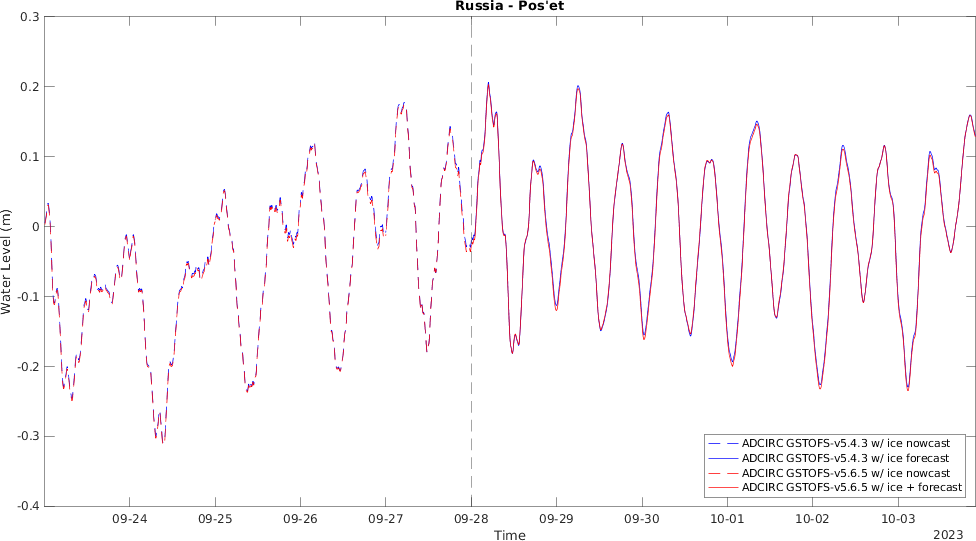 Russia - Pos'et
0.3
0.2
0.1
0
-0.1
-0.2
-0.3
-0.4
Water Level (m)
ADCIRC GSTOFS-v5.4.3 w/ ice nowcast
ADCIRC GSTOFS-v5.4.3 w/ ice forecast
ADCIRC GSTOFS-v5.6.5 w/ ice nowcast
ADCIRC GSTOFS-v5.6.5 w/ ice + forecast
09-24 09-25 09-26 09-27 09-28 09-29 09-30 10-01 10-02 10-03
Time
2023